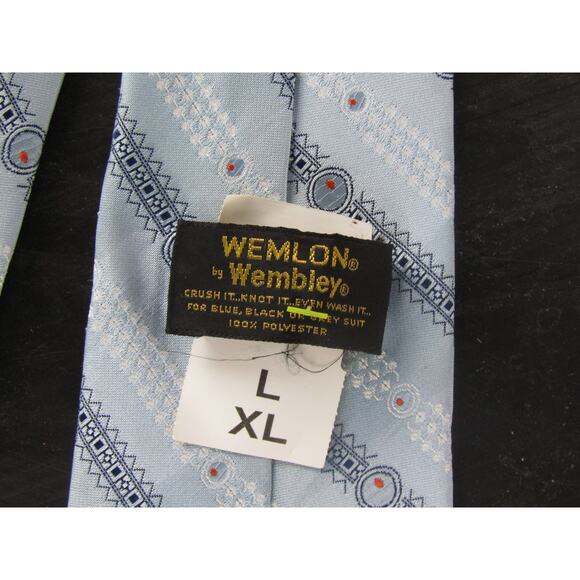 WEMLON®
by Wembley®
CRUSH IT...KNOT IT...EVEN WASH IT...
FOR BLUE, BLACK OR GREY SUIT
100% POLYESTER
L
XL